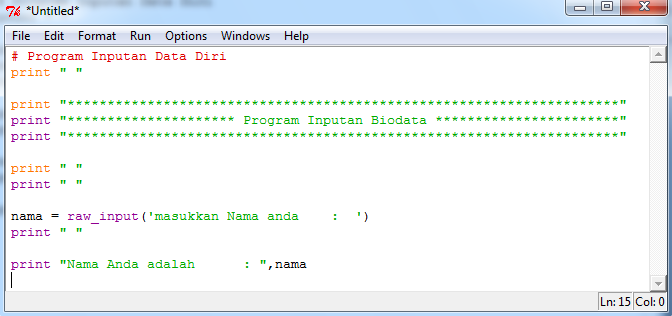 *Untitled*
File Edit Format Run Options Windows Help
# Program Inputan Data Diri
print " "
print "*********************************************************************"
print "********************* Program Inputan Biodata ***********************"
print "*********************************************************************"
print " "
print " "
nama = raw_input('masukkan Nama anda    :  ')
print " "
print "Nama Anda adalah      : ",nama
Ln: 15 Col: 0